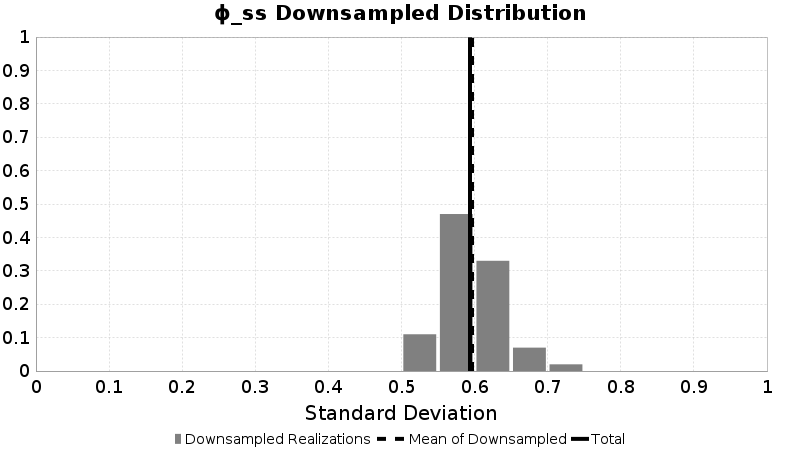 ϕ_ss Downsampled Distribution
1
0.9
0.8
0.7
0.6
0.5
0.4
0.3
0.2
0.1
0
0 0.1 0.2 0.3 0.4 0.5 0.6 0.7 0.8 0.9 1
Standard Deviation
Downsampled Realizations Mean of Downsampled Total